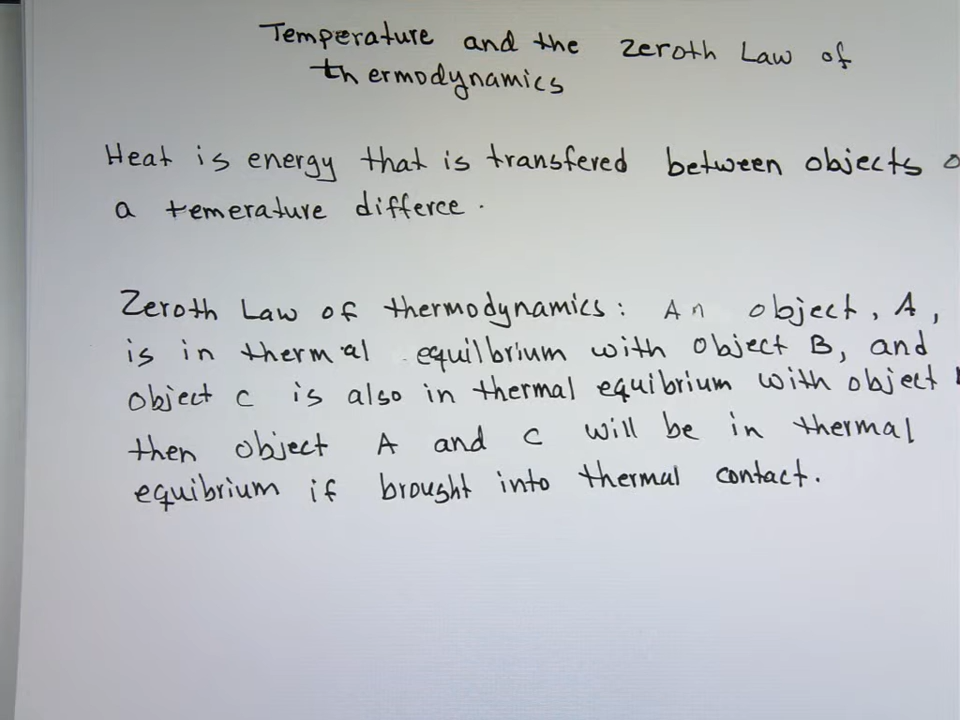 Temperature and the zeroth Law of
thermodynamics
Heat is energy that is transfered between objects
a temerature differce.
Zeroth Law of thermodynamics: An object, A,
is in thermal equilbrium with object B, and
object C is also in thermal equibrium with object
then object A and C will be in thermal
equibrium if brought into thermal contact.